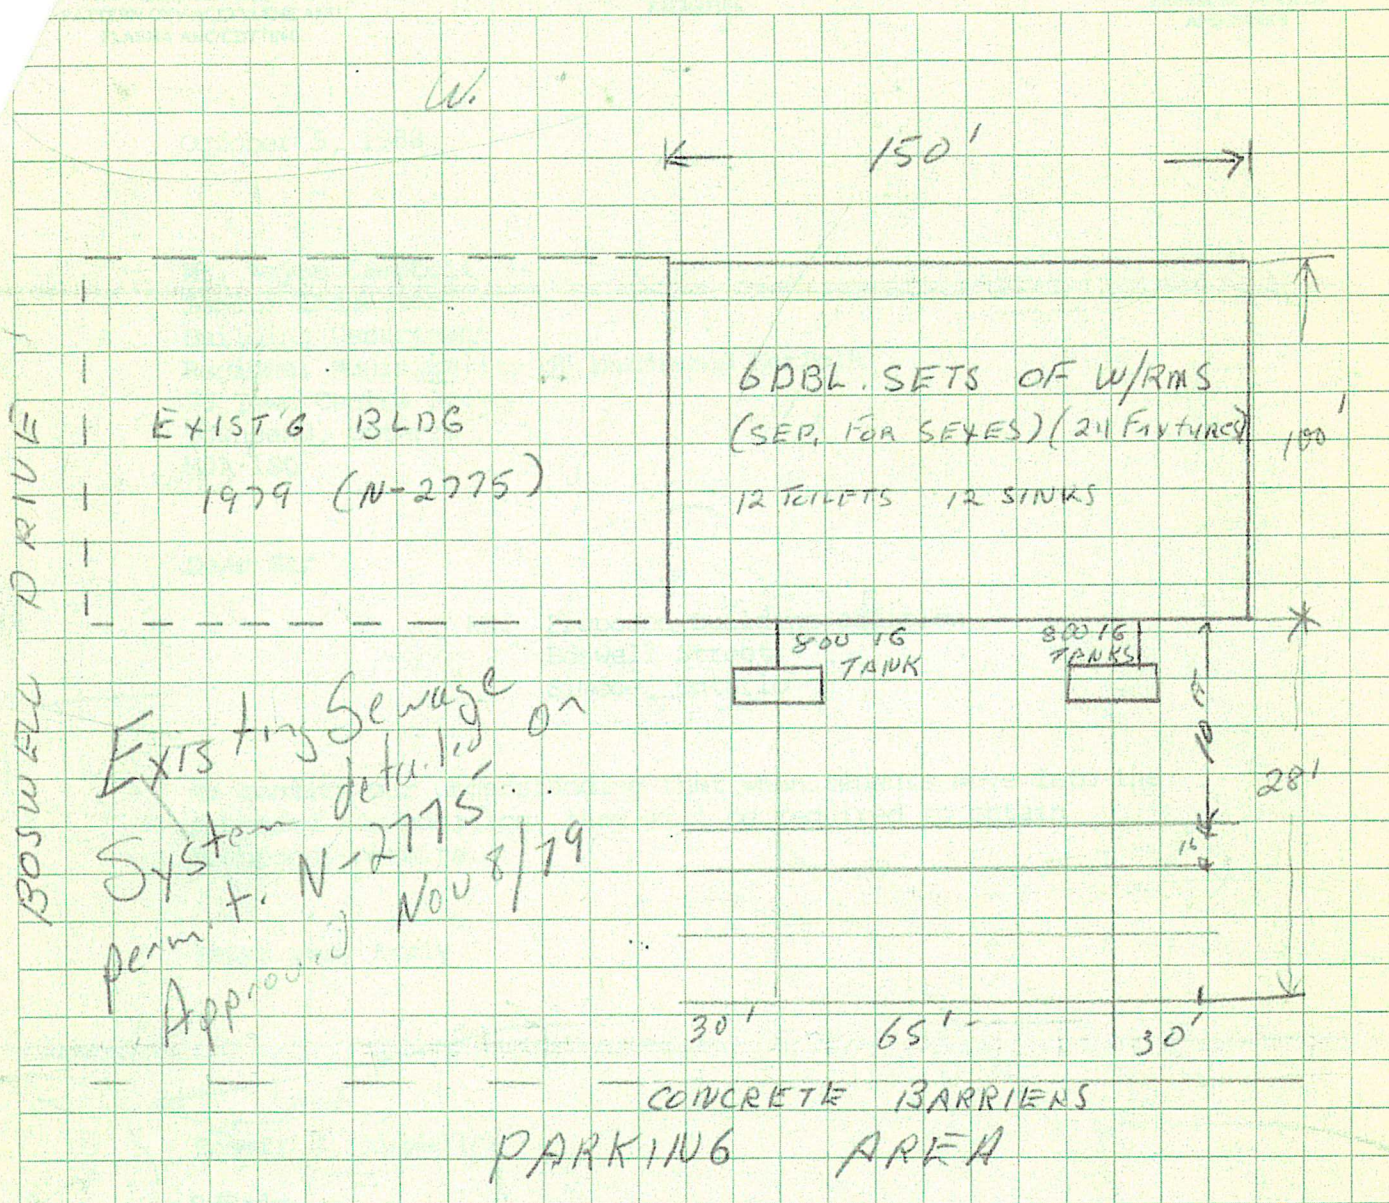 W.
150'
6 DBL. SETS OF W/RMS
(SEP. FOR SEXES) (24 FIXTURES)
12 TOILETS 12 SINKS
100'
EXIST'G BLDG
1979 (N-2775)
BOSWELL DRIVE
800 IG
TANK
800 IG
TANKS
10 FT
28'
Existing Sewage
System detailed on
permit. N-2775
Approved Nov 8/79
30' 65' 30'
CONCRETE BARRIERS
PARKING AREA